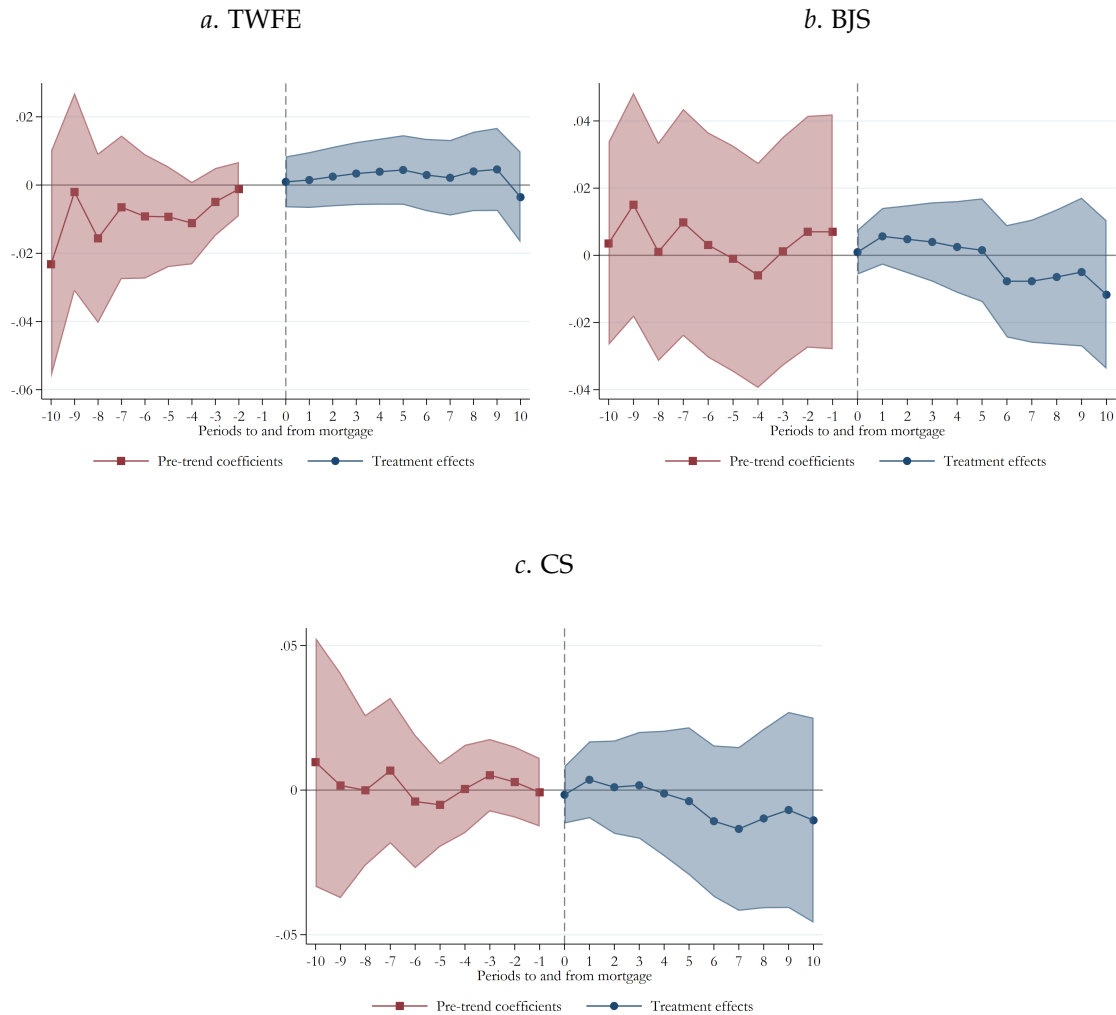 a. TWFE
.02
0
-.02
-.04
-.06
-10 -9 -8 -7 -6 -5 -4 -3 -2 -1 0 1 2 3 4 5 6 7 8 9 10
Periods to and from mortgage
Pre-trend coefficients Treatment effects
b. BJS
.04
.02
0
-.02
-.04
-10 -9 -8 -7 -6 -5 -4 -3 -2 -1 0 1 2 3 4 5 6 7 8 9 10
Periods to and from mortgage
Pre-trend coefficients Treatment effects
c. CS
.05
0
-.05
-10 -9 -8 -7 -6 -5 -4 -3 -2 -1 0 1 2 3 4 5 6 7 8 9 10
Periods to and from mortgage
Pre-trend coefficients Treatment effects